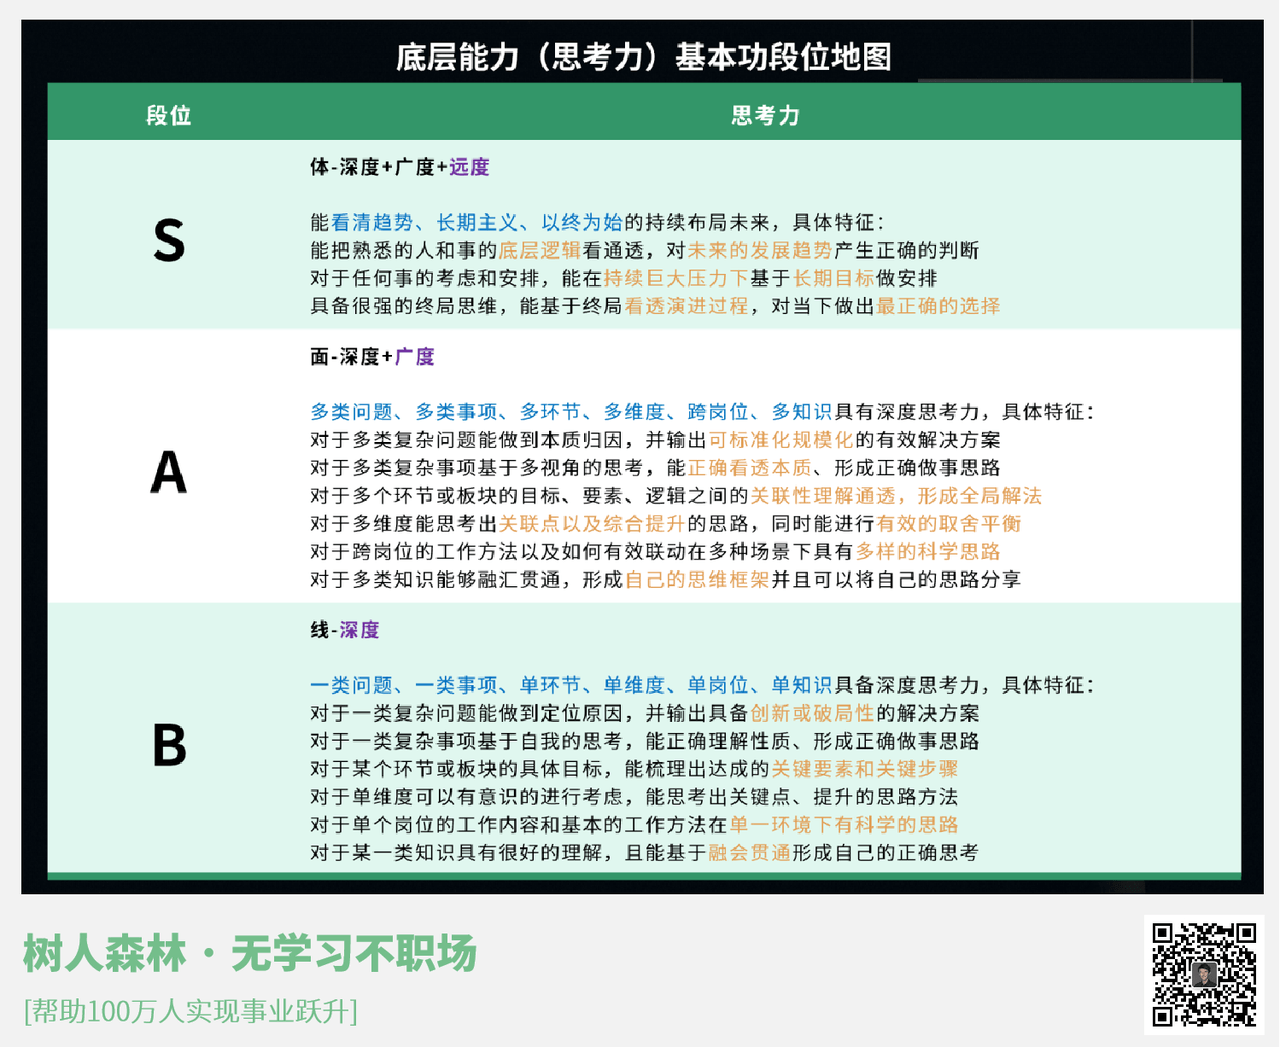 底层能力（思考力）基本功段位地图
段位
思考力
S
体-深度+广度+远度
能看清趋势、长期主义、以终为始的持续布局未来，具体特征：
能把熟悉的人和事的底层逻辑看通透，对未来的发展趋势产生正确的判断
对于任何事的考虑和安排，能在持续巨大压力下基于长期目标做安排
具备很强的终局思维，能基于终局看透演进过程，对当下做出最正确的选择
A
面-深度+广度
多类问题、多类事项、多环节、多维度、跨岗位、多知识具有深度思考力，具体特征：
对于多类复杂问题能做到本质归因，并输出可标准化规模化的有效解决方案
对于多类复杂事项基于多视角的思考，能正确看透本质、形成正确做事思路
对于多个环节或板块的目标、要素、逻辑之间的关联性理解通透，形成全局解法
对于多维度能思考出关联点以及综合提升的思路，同时能进行有效的取舍平衡
对于跨岗位的工作方法以及如何有效联动在多种场景下具有多样的科学思路
对于多类知识能够融汇贯通，形成自己的思维框架并且可以将自己的思路分享
B
线-深度
一类问题、一类事项、单环节、单维度、单岗位、单知识具备深度思考力，具体特征：
对于一类复杂问题能做到定位原因，并输出具备创新或破局性的解决方案
对于一类复杂事项基于自我的思考，能正确理解性质、形成正确做事思路
对于某个环节或板块的具体目标，能梳理出达成的关键要素和关键步骤
对于单维度可以有意识的进行考虑，能思考出关键点、提升的思路方法
对于单个岗位的工作内容和基本的工作方法在单一环境下有科学的思路
对于某一类知识具有很好的理解，且能基于融会贯通形成自己的正确思考
树人森林·无学习不职场
[帮助100万人实现事业跃升]